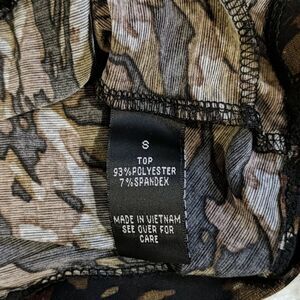 S
TOP
93%POLYESTER
7%SPANDEX
MADE IN VIETNAM
SEE OVER FOR
CARE